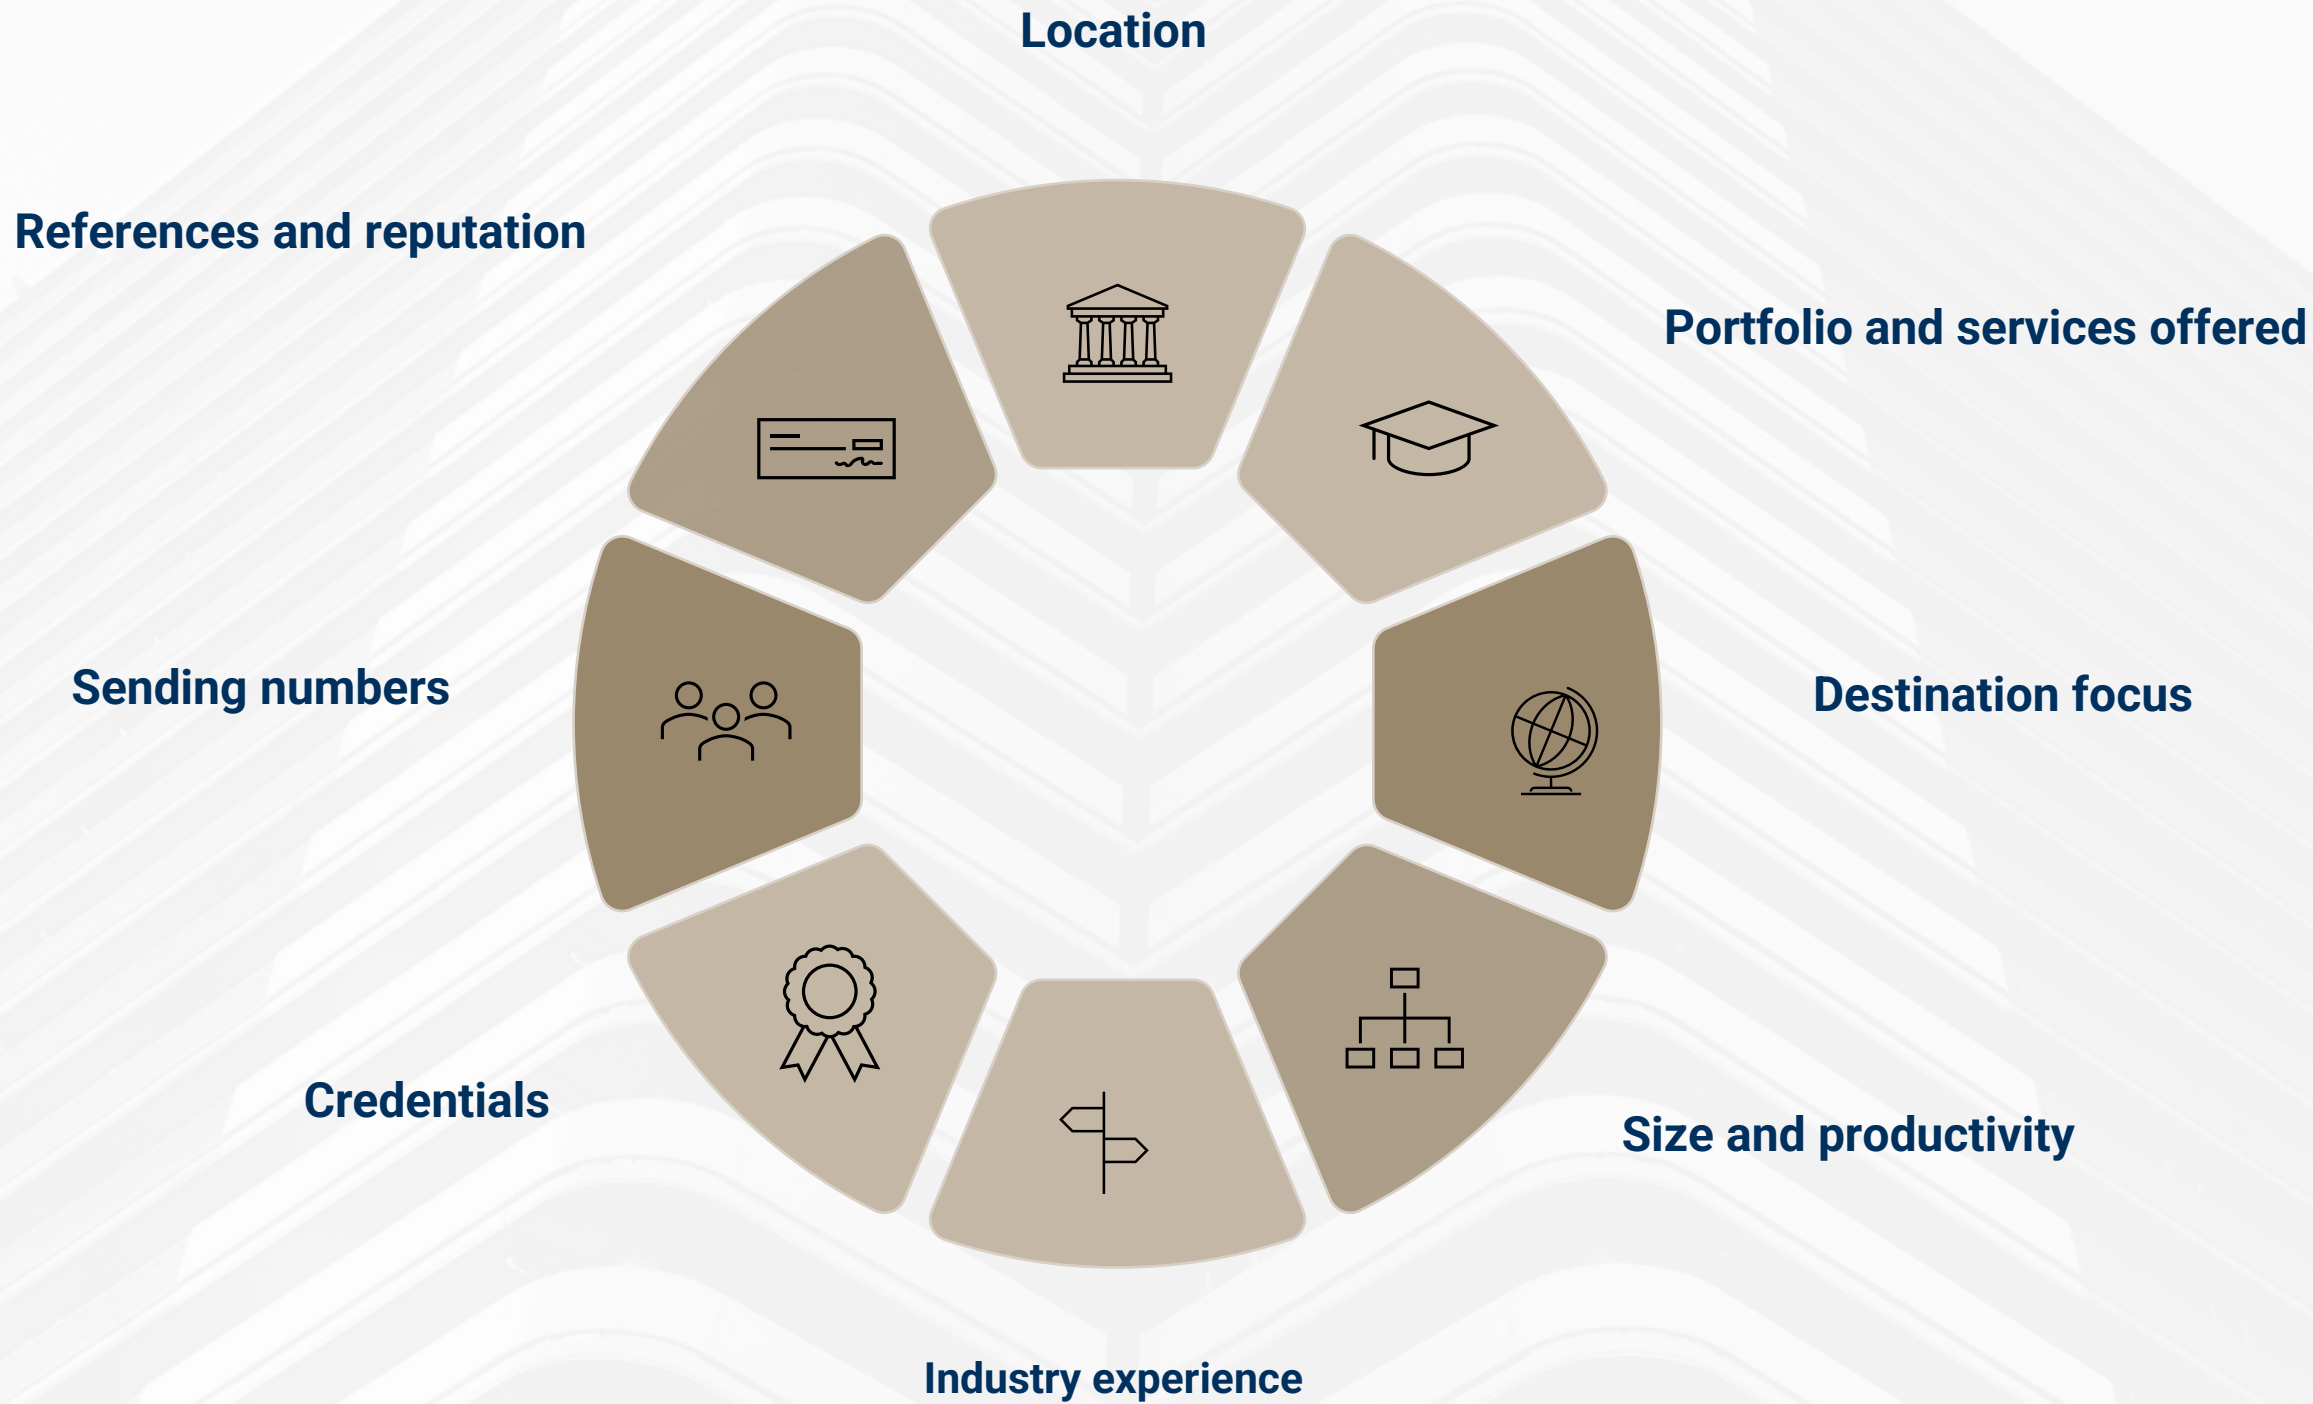 Location
References and reputation
Portfolio and services offered
Sending numbers
Destination focus
Credentials
Size and productivity
Industry experience